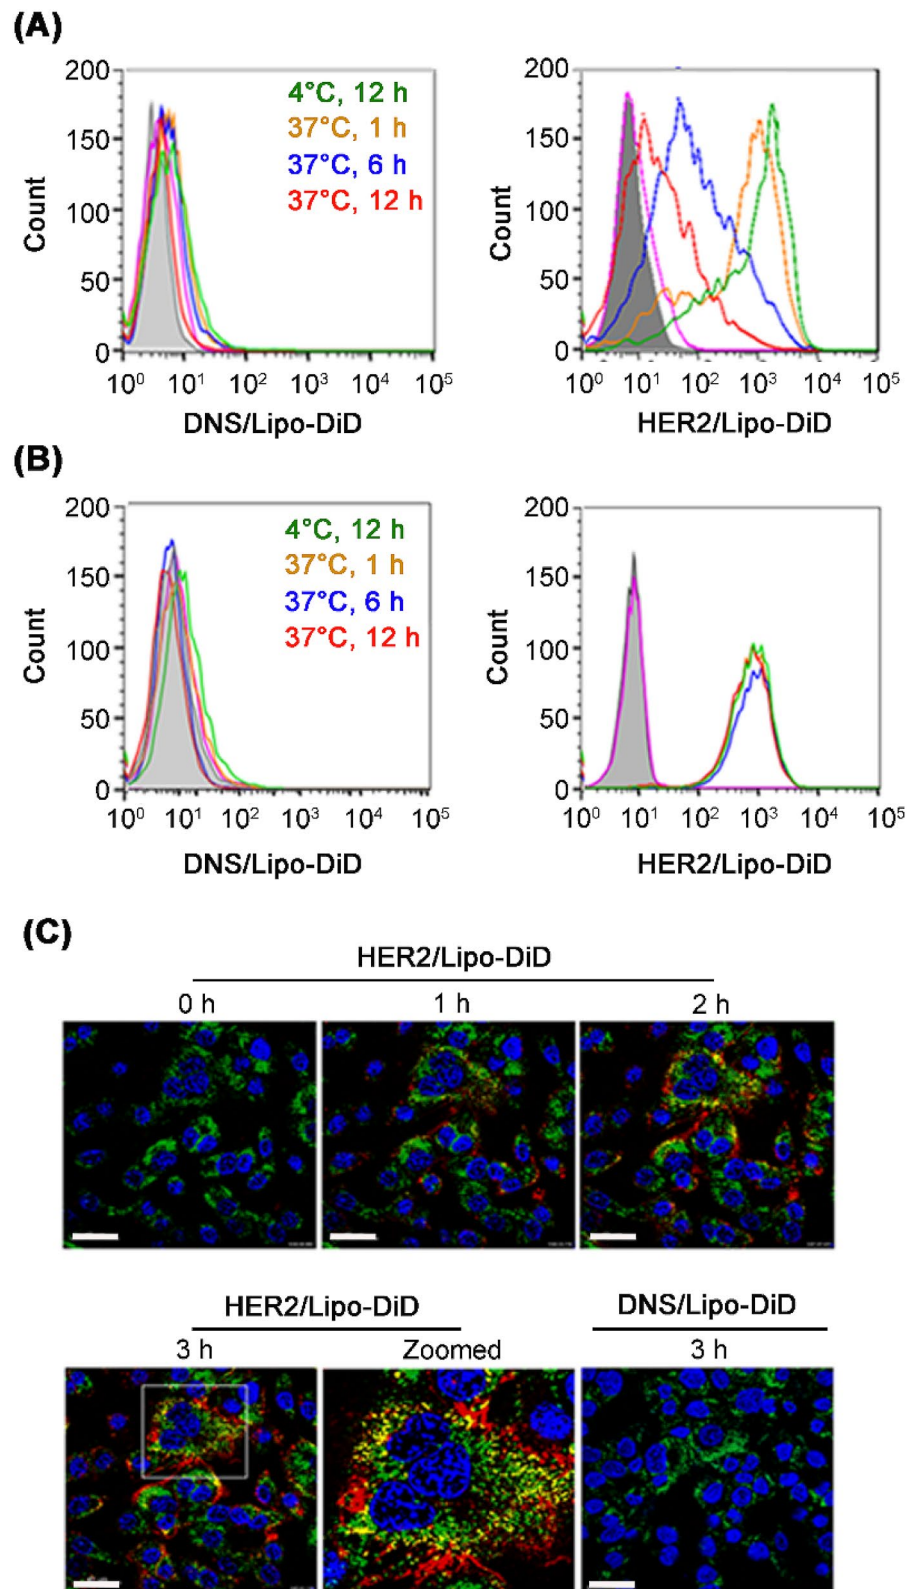 (A)
200
150
100
50
0
Count
4°C, 12 h
37°C, 1 h
37°C, 6 h
37°C, 12 h
10⁰ 10¹ 10² 10³ 10⁴ 10⁵
DNS/Lipo-DiD
200
150
100
50
0
Count
10⁰ 10¹ 10² 10³ 10⁴ 10⁵
HER2/Lipo-DiD
(B)
200
150
100
50
0
Count
4°C, 12 h
37°C, 1 h
37°C, 6 h
37°C, 12 h
10⁰ 10¹ 10² 10³ 10⁴ 10⁵
DNS/Lipo-DiD
200
150
100
50
0
Count
10⁰ 10¹ 10² 10³ 10⁴ 10⁵
HER2/Lipo-DiD
(C)
HER2/Lipo-DiD
0 h 1 h 2 h
HER2/Lipo-DiD DNS/Lipo-DiD
3 h Zoomed 3 h